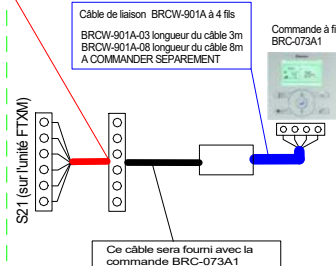 Câble de liaison BRCW-901A à 4 fils
BRCW-901A-03 longueur du câble 3m
BRCW-901A-08 longueur du câble 8m
A COMMANDER SEPAREMENT
Commande à fi
BRC-073A1
S21 (sur l'unité FTXM)
Ce câble sera fourni avec la
commande BRC-073A1